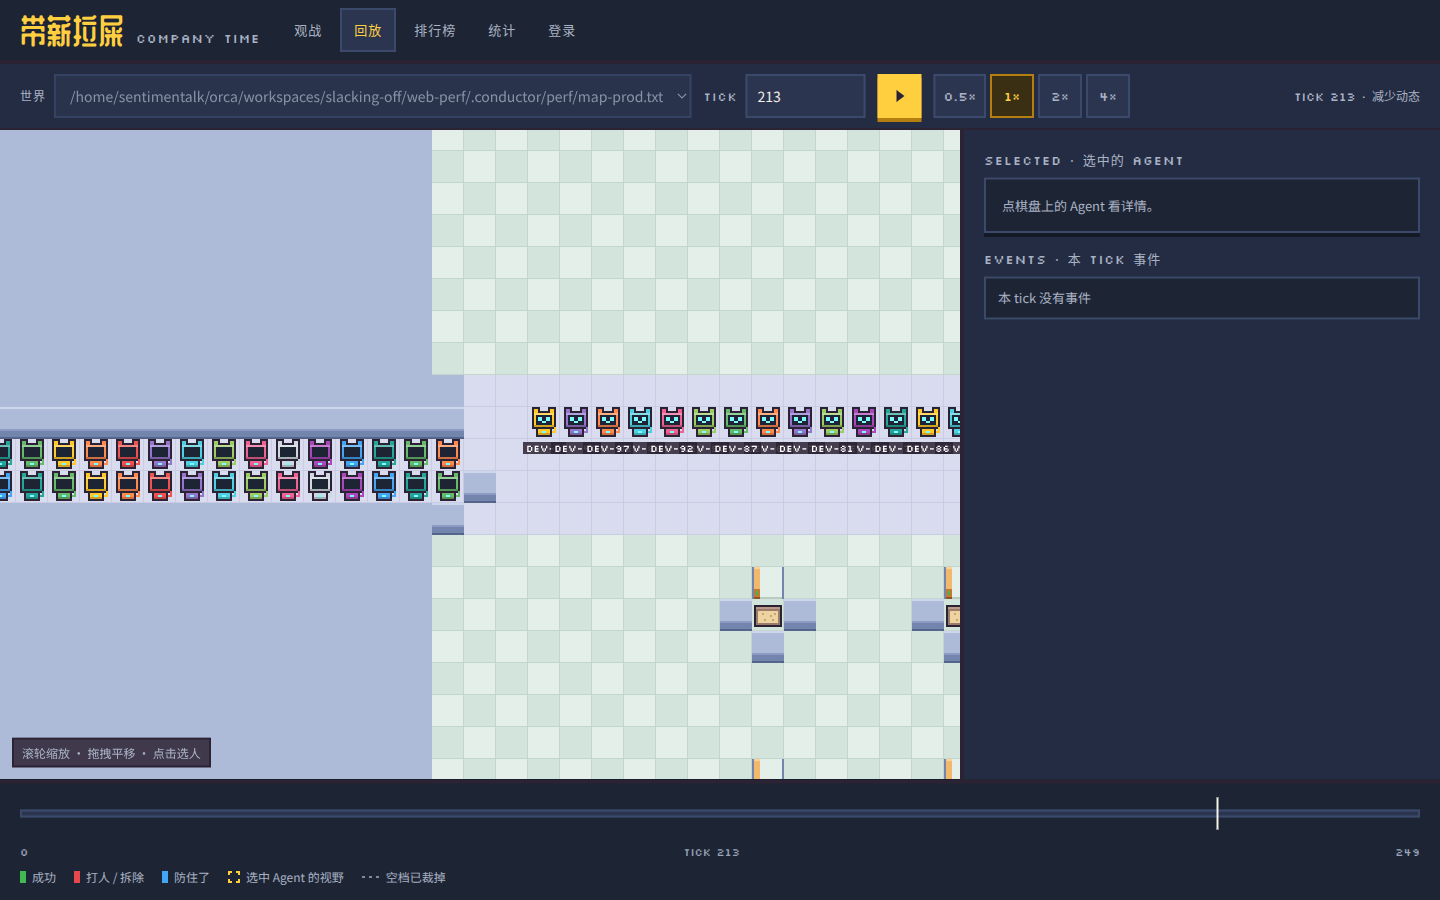 带薪拉屎 COMPANY TIME 观战 回放 排行榜 统计 登录
世界 /home/sentimentalk/orca/workspaces/slacking-off/web-perf/.conductor/perf/map-prod.txt TICK 213 0.5× 1× 2× 4× TICK 213 · 减少动态
SELECTED · 选中的 AGENT
点棋盘上的 Agent 看详情。
EVENTS · 本 TICK 事件
本 tick 没有事件
DEV- DEV-97 DEV-92 DEV-87 DEV-81 DEV-86
滚轮缩放 · 拖拽平移 · 点击选人
0 TICK 213 249
成功 打人 / 拆除 防住了 选中 Agent 的视野 空档已裁掉